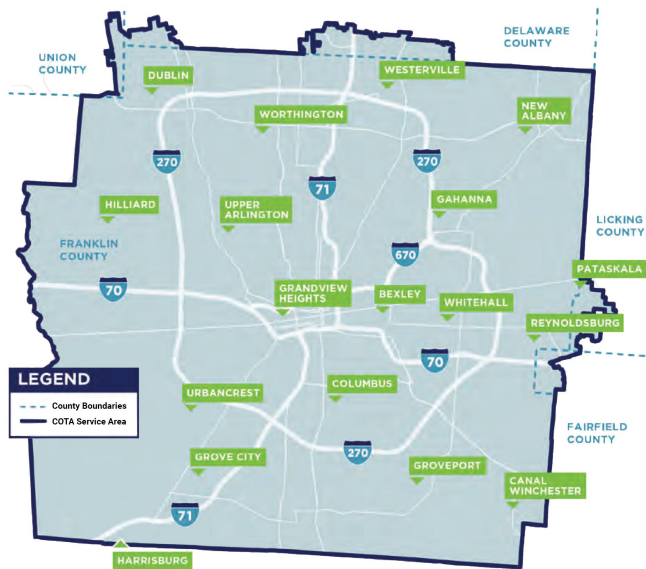 DELAWARE
COUNTY
UNION
COUNTY
DUBLIN
WESTERVILLE
WORTHINGTON
NEW
ALBANY
270
270
71
HILLIARD
UPPER
ARLINGTON
GAHANNA
LICKING
COUNTY
FRANKLIN
COUNTY
670
PATASKALA
70
GRANDVIEW
HEIGHTS
BEXLEY
WHITEHALL
REYNOLDSBURG
70
LEGEND
County Boundaries
COTA Service Area
URBANCREST
COLUMBUS
FAIRFIELD
COUNTY
GROVE CITY
270
GROVEPORT
CANAL
WINCHESTER
71
HARRISBURG